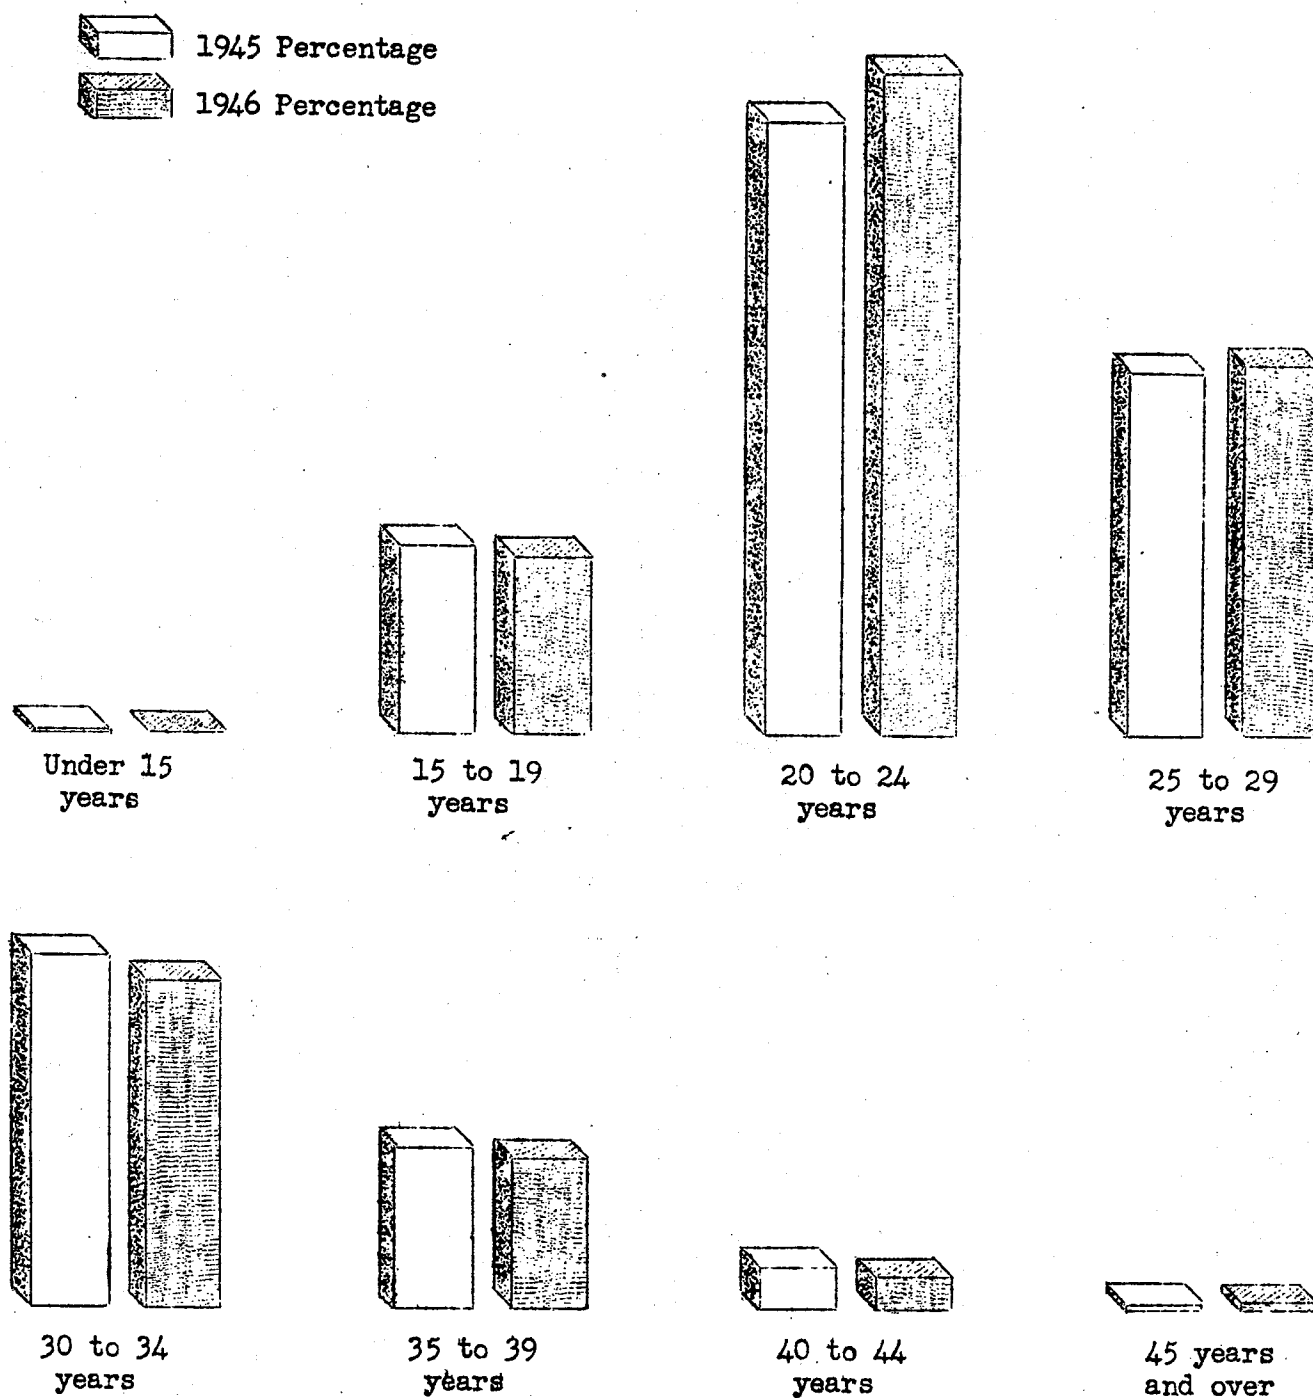 1945 Percentage
1946 Percentage
Under 15
years
15 to 19
years
20 to 24
years
25 to 29
years
30 to 34
years
35 to 39
years
40 to 44
years
45 years
and over